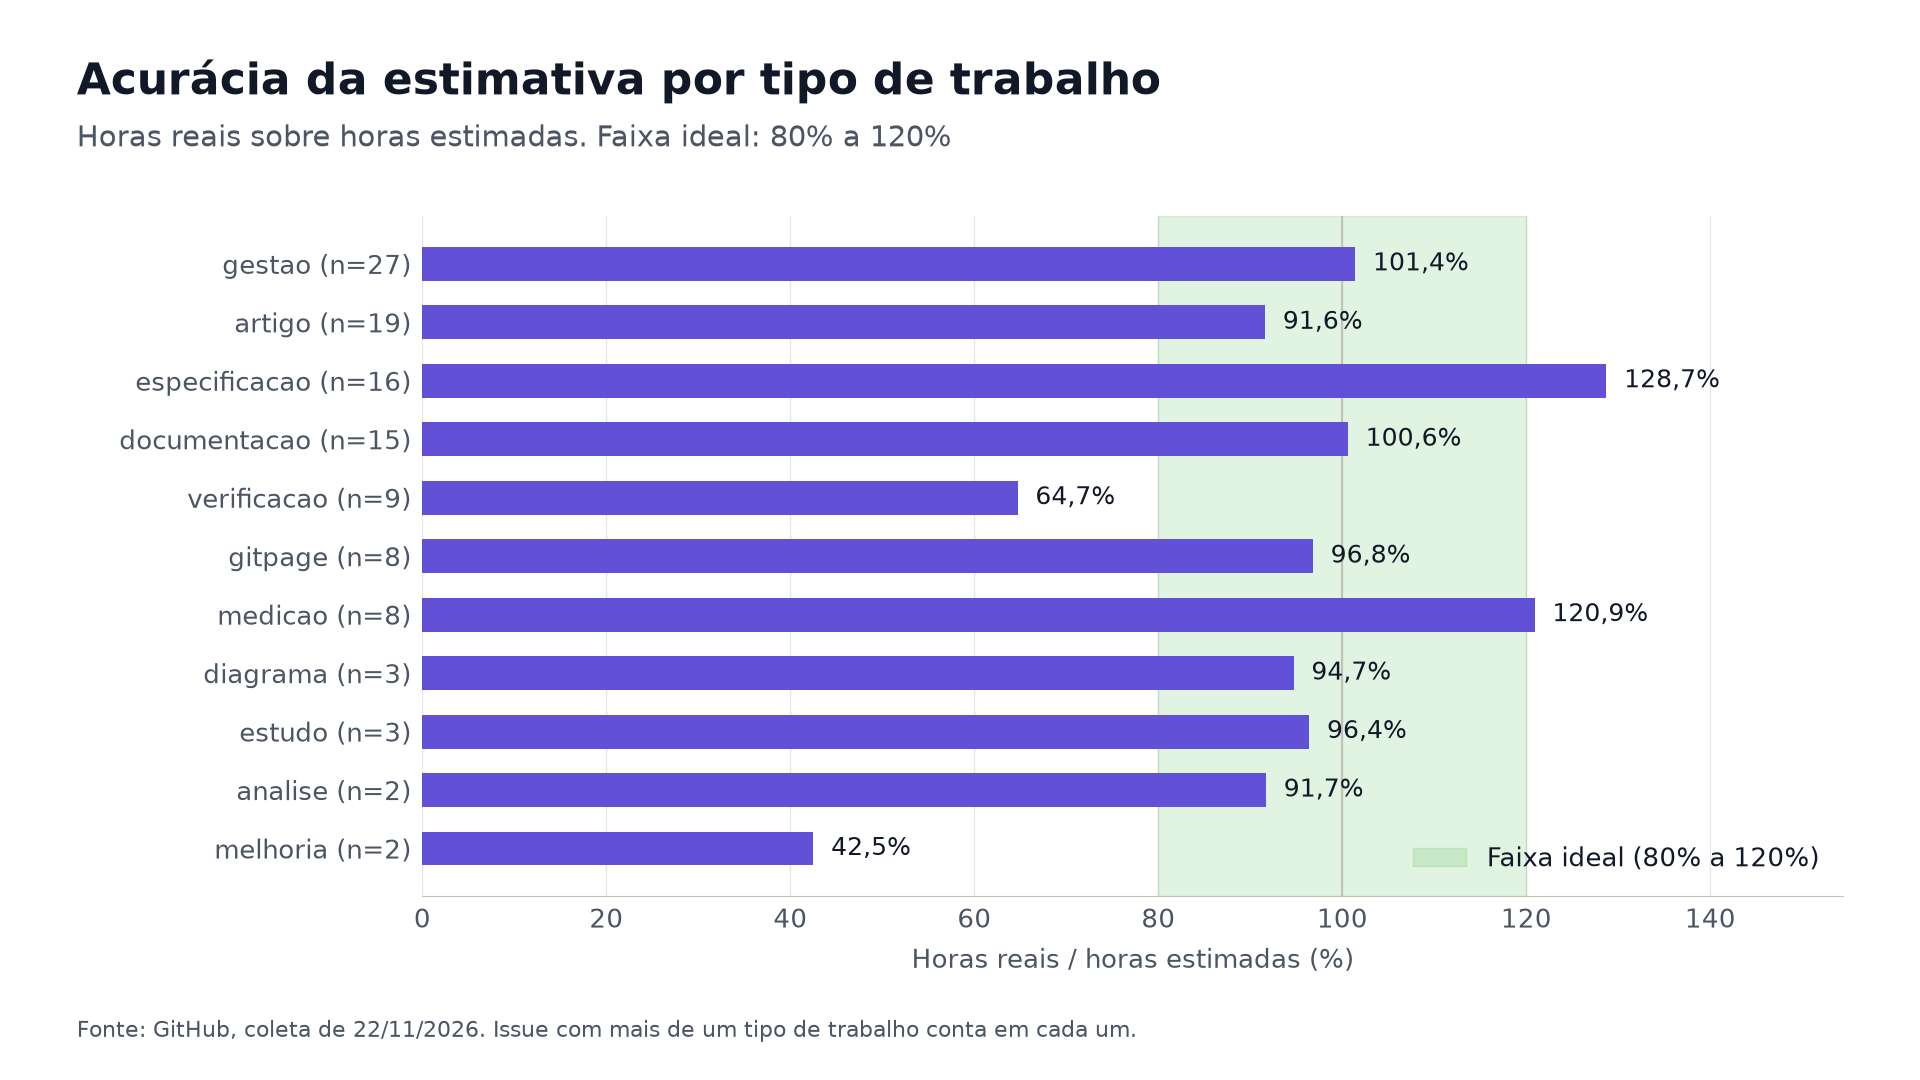 Acurácia da estimativa por tipo de trabalho
Horas reais sobre horas estimadas. Faixa ideal: 80% a 120%
gestao (n=27) 101,4%
artigo (n=19) 91,6%
especificacao (n=16) 128,7%
documentacao (n=15) 100,6%
verificacao (n=9) 64,7%
gitpage (n=8) 96,8%
medicao (n=8) 120,9%
diagrama (n=3) 94,7%
estudo (n=3) 96,4%
analise (n=2) 91,7%
melhoria (n=2) 42,5%
Faixa ideal (80% a 120%)
0 20 40 60 80 100 120 140
Horas reais / horas estimadas (%)
Fonte: GitHub, coleta de 22/11/2026. Issue com mais de um tipo de trabalho conta em cada um.